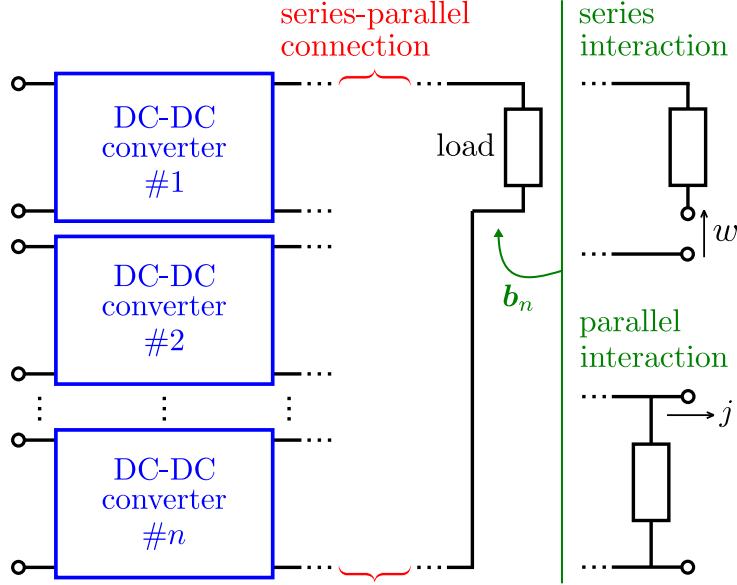 series-parallel
connection
series
interaction
DC-DC
converter
#1
load
w
DC-DC
converter
#2
b_n
parallel
interaction
j
DC-DC
converter
#n